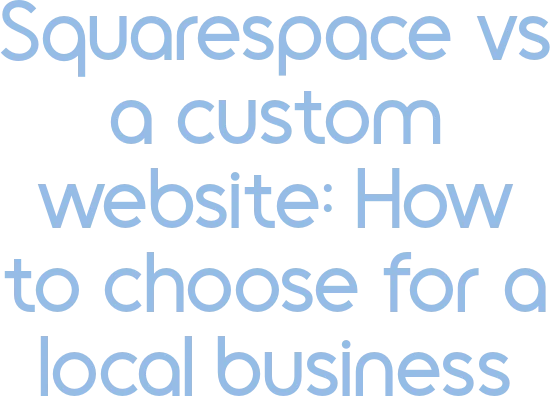 Squarespace vs
a custom
website: How
to choose for a
local business